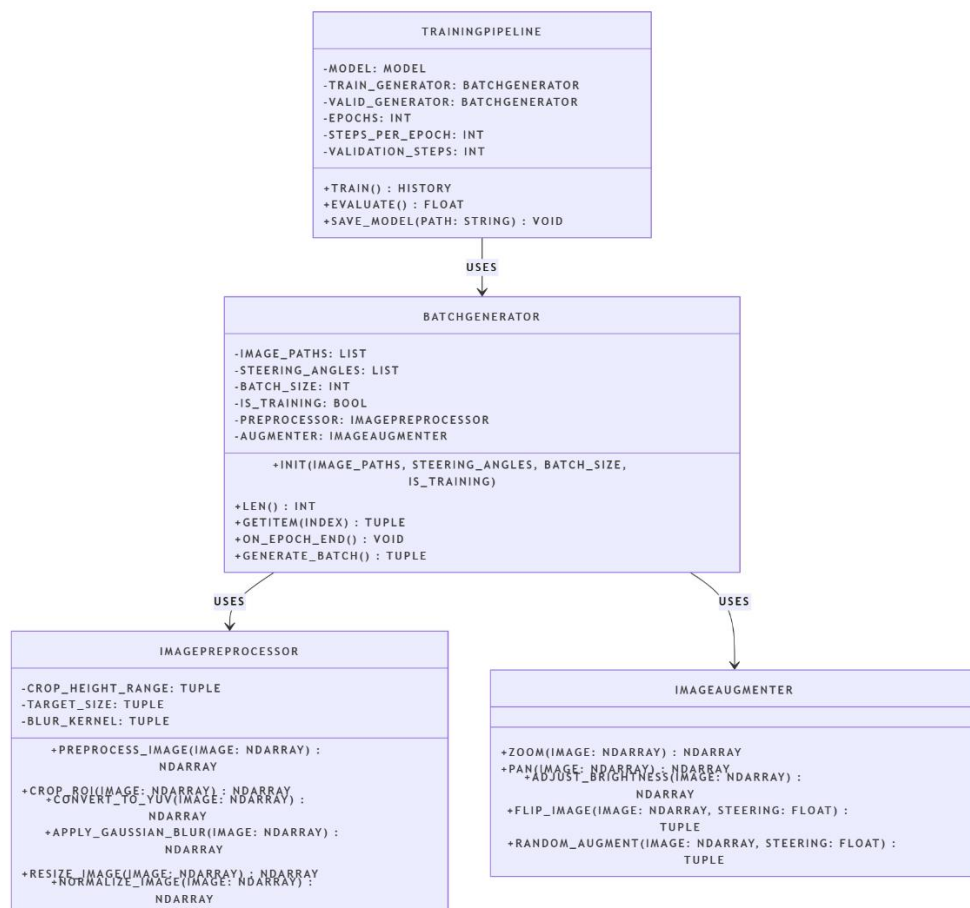 TRAININGPIPELINE
-MODEL: MODEL
-TRAIN_GENERATOR: BATCHGENERATOR
-VALID_GENERATOR: BATCHGENERATOR
-EPOCHS: INT
-STEPS_PER_EPOCH: INT
-VALIDATION_STEPS: INT
+TRAIN() : HISTORY
+EVALUATE() : FLOAT
+SAVE_MODEL(PATH: STRING) : VOID
USES
BATCHGENERATOR
-IMAGE_PATHS: LIST
-STEERING_ANGLES: LIST
-BATCH_SIZE: INT
-IS_TRAINING: BOOL
-PREPROCESSOR: IMAGEPREPROCESSOR
-AUGMENTER: IMAGEAUGMENTER
+INIT(IMAGE_PATHS, STEERING_ANGLES, BATCH_SIZE,
IS_TRAINING)
+LEN() : INT
+GETITEM(INDEX) : TUPLE
+ON_EPOCH_END() : VOID
+GENERATE_BATCH() : TUPLE
USES
USES
IMAGEPREPROCESSOR
-CROP_HEIGHT_RANGE: TUPLE
-TARGET_SIZE: TUPLE
-BLUR_KERNEL: TUPLE
+PREPROCESS_IMAGE(IMAGE: NDARRAY) :
NDARRAY
+CROP_ROI(IMAGE: NDARRAY) : NDARRAY
+CONVERT_TO_YUV(IMAGE: NDARRAY) :
NDARRAY
+APPLY_GAUSSIAN_BLUR(IMAGE: NDARRAY) :
NDARRAY
+RESIZE_IMAGE(IMAGE: NDARRAY) : NDARRAY
+NORMALIZE_IMAGE(IMAGE: NDARRAY) :
NDARRAY
IMAGEAUGMENTER
+ZOOM(IMAGE: NDARRAY) : NDARRAY
+PAN(IMAGE: NDARRAY) : NDARRAY
+ADJUST_BRIGHTNESS(IMAGE: NDARRAY) :
NDARRAY
+FLIP_IMAGE(IMAGE: NDARRAY, STEERING: FLOAT) :
TUPLE
+RANDOM_AUGMENT(IMAGE: NDARRAY, STEERING: FLOAT) :
TUPLE